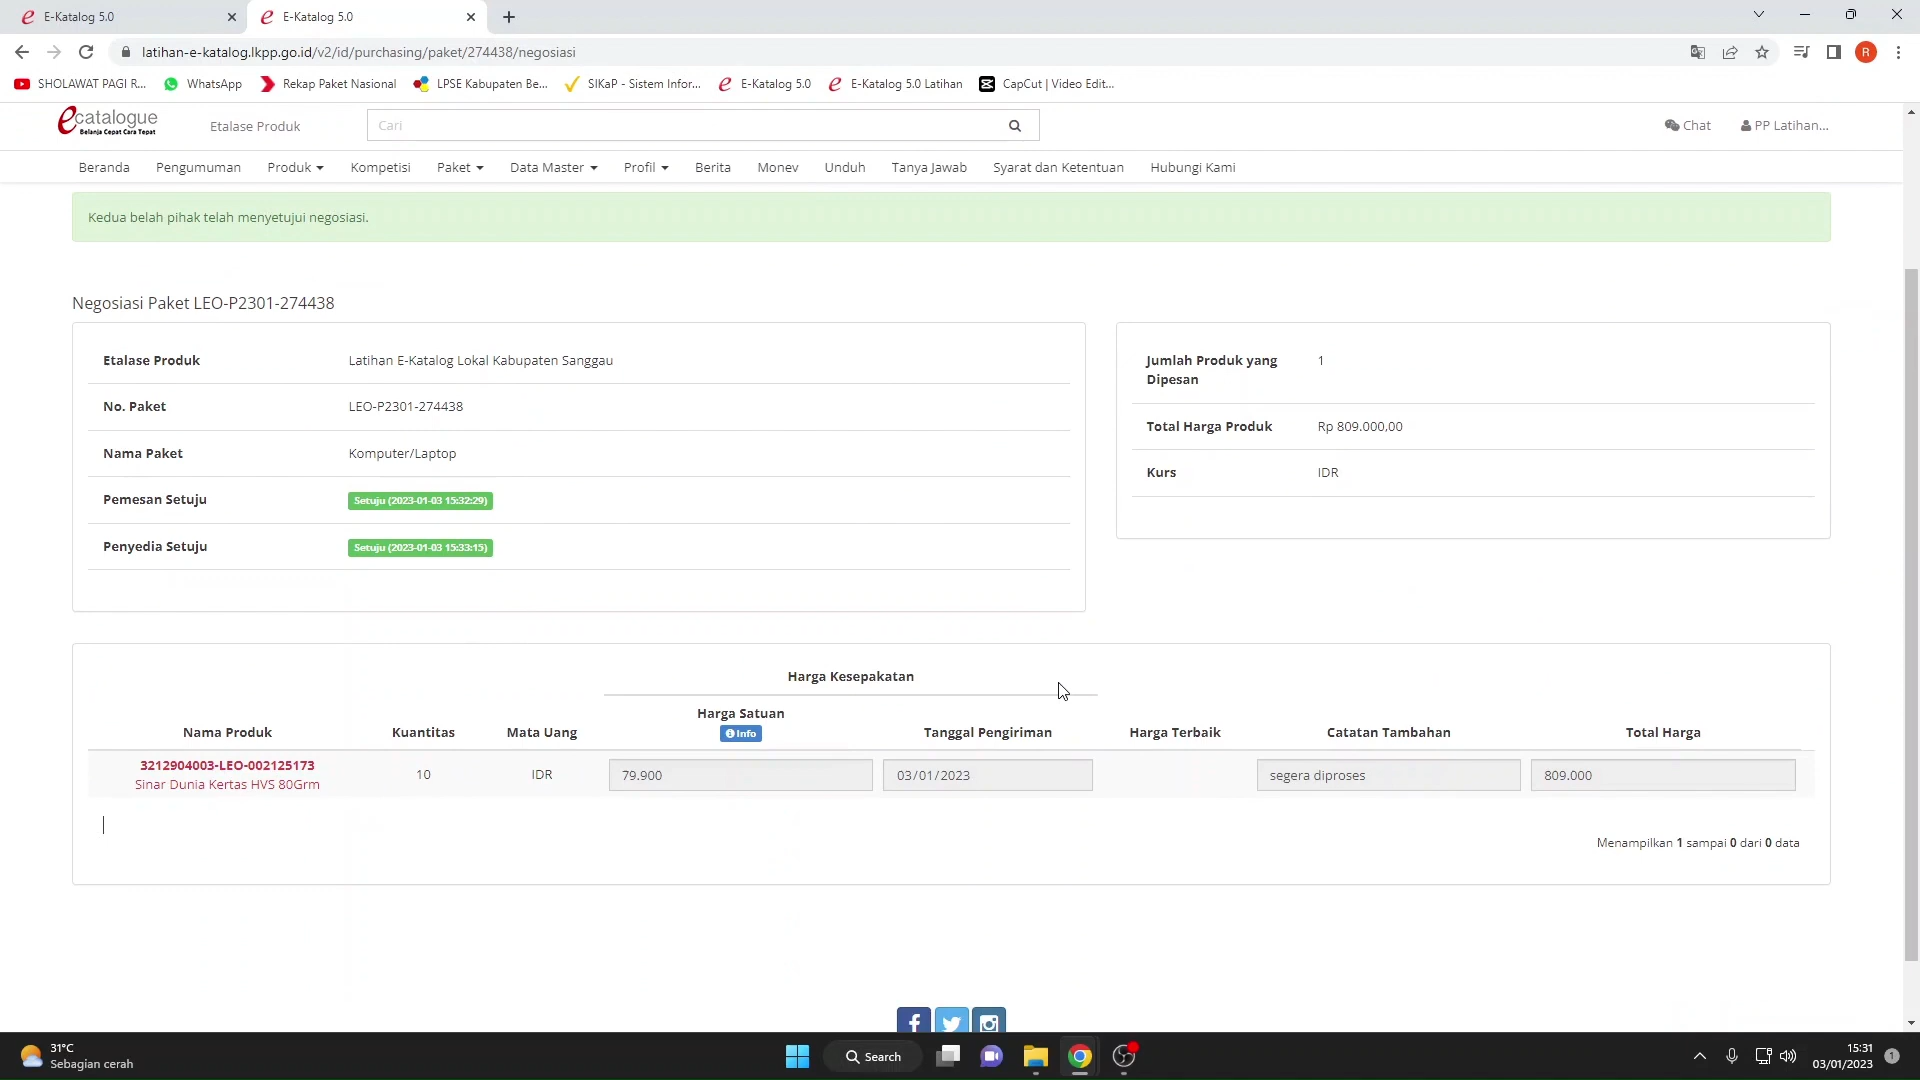 E-Katalog 5.0
E-Katalog 5.0
latihan-e-katalog.lkpp.go.id/v2/id/purchasing/paket/274438/negosiasi
R
SHOLAWAT PAGI R...
WhatsApp
Rekap Paket Nasional
LPSE Kabupaten Be...
SIKaP - Sistem Infor...
E-Katalog 5.0
E-Katalog 5.0 Latihan
CapCut | Video Edit...
ecatalogue
Belanja Cepat Cara Tepat
Etalase Produk
Cari
Chat
PP Latihan...
Beranda
Pengumuman
Produk
Kompetisi
Paket
Data Master
Profil
Berita
Monev
Unduh
Tanya Jawab
Syarat dan Ketentuan
Hubungi Kami
Kedua belah pihak telah menyetujui negosiasi.
Negosiasi Paket LEO-P2301-274438
Etalase Produk
Latihan E-Katalog Lokal Kabupaten Sanggau
No. Paket
LEO-P2301-274438
Nama Paket
Komputer/Laptop
Pemesan Setuju
Setuju (2023-01-03 15:32:29)
Penyedia Setuju
Setuju (2023-01-03 15:33:15)
Jumlah Produk yang
Dipesan
1
Total Harga Produk
Rp 809.000,00
Kurs
IDR
Harga Kesepakatan
Nama Produk
Kuantitas
Mata Uang
Harga Satuan
Info
Tanggal Pengiriman
Harga Terbaik
Catatan Tambahan
Total Harga
3212904003-LEO-002125173
Sinar Dunia Kertas HVS 80Grm
10
IDR
79.900
03/01/2023
segera diproses
809.000
Menampilkan 1 sampai 0 dari 0 data
31°C
Sebagian cerah
Search
15:31
03/01/2023
1